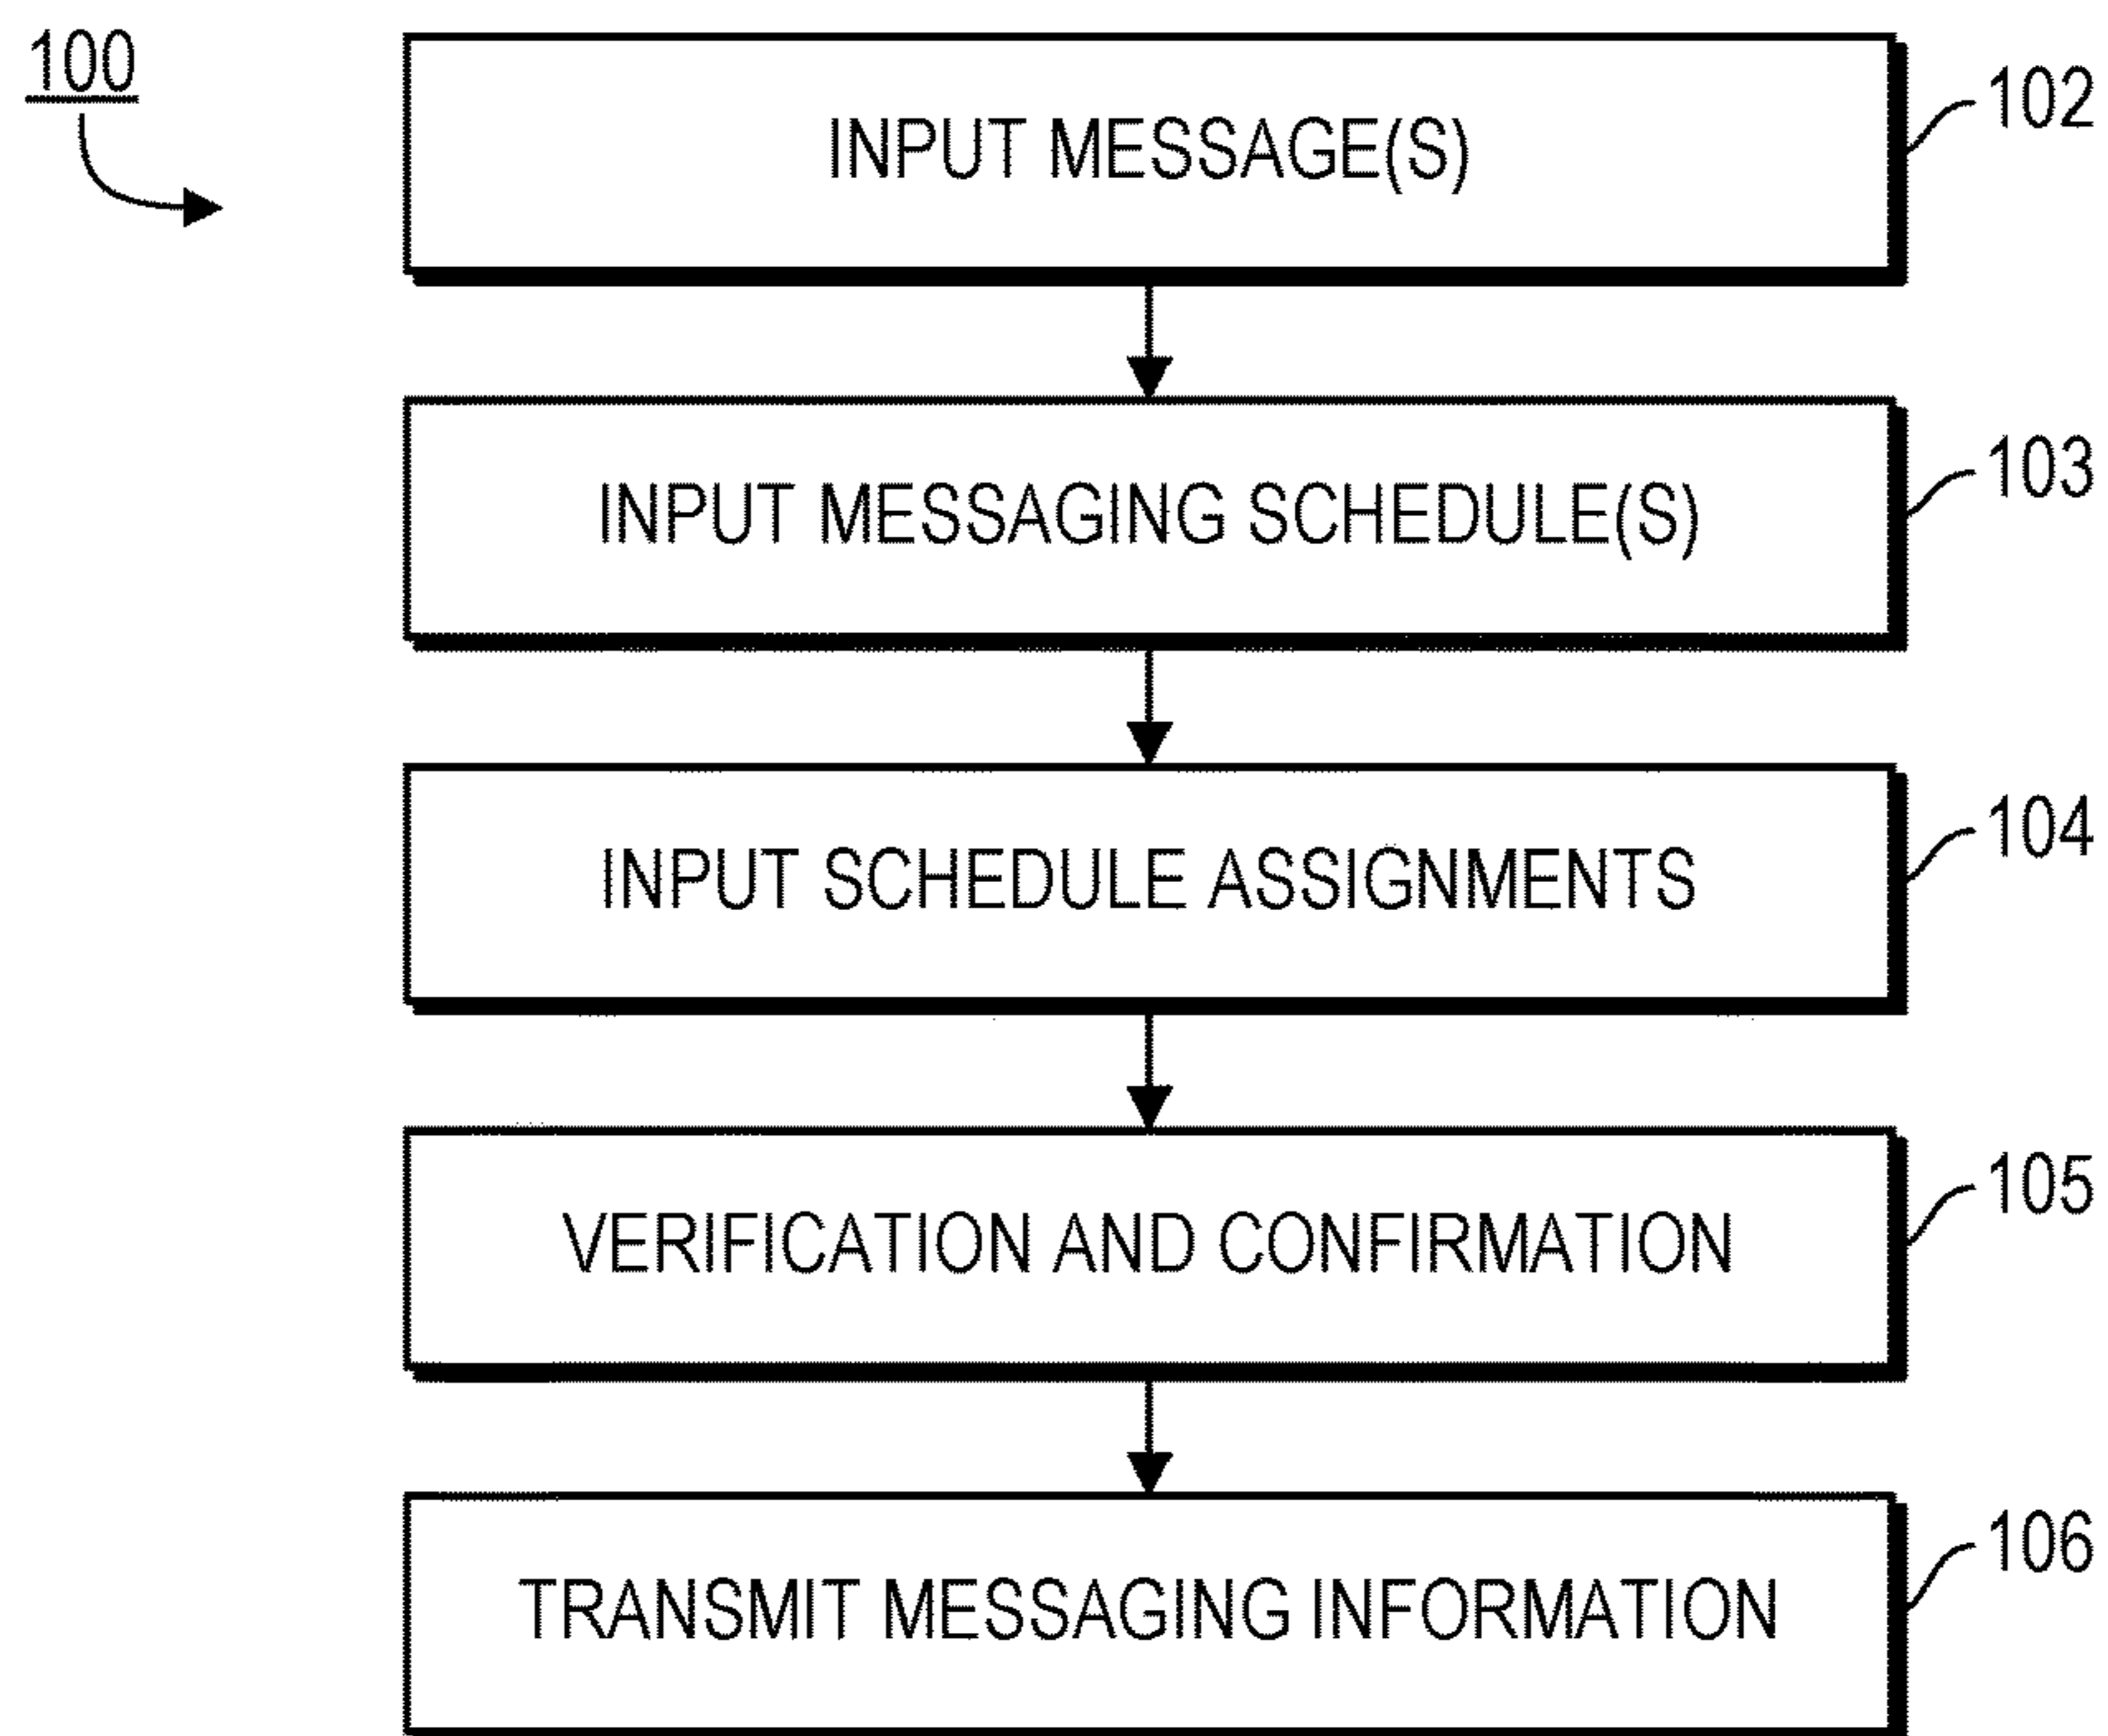 100
INPUT MESSAGE(S)
102
INPUT MESSAGING SCHEDULE(S)
103
INPUT SCHEDULE ASSIGNMENTS
104
VERIFICATION AND CONFIRMATION
105
TRANSMIT MESSAGING INFORMATION
106